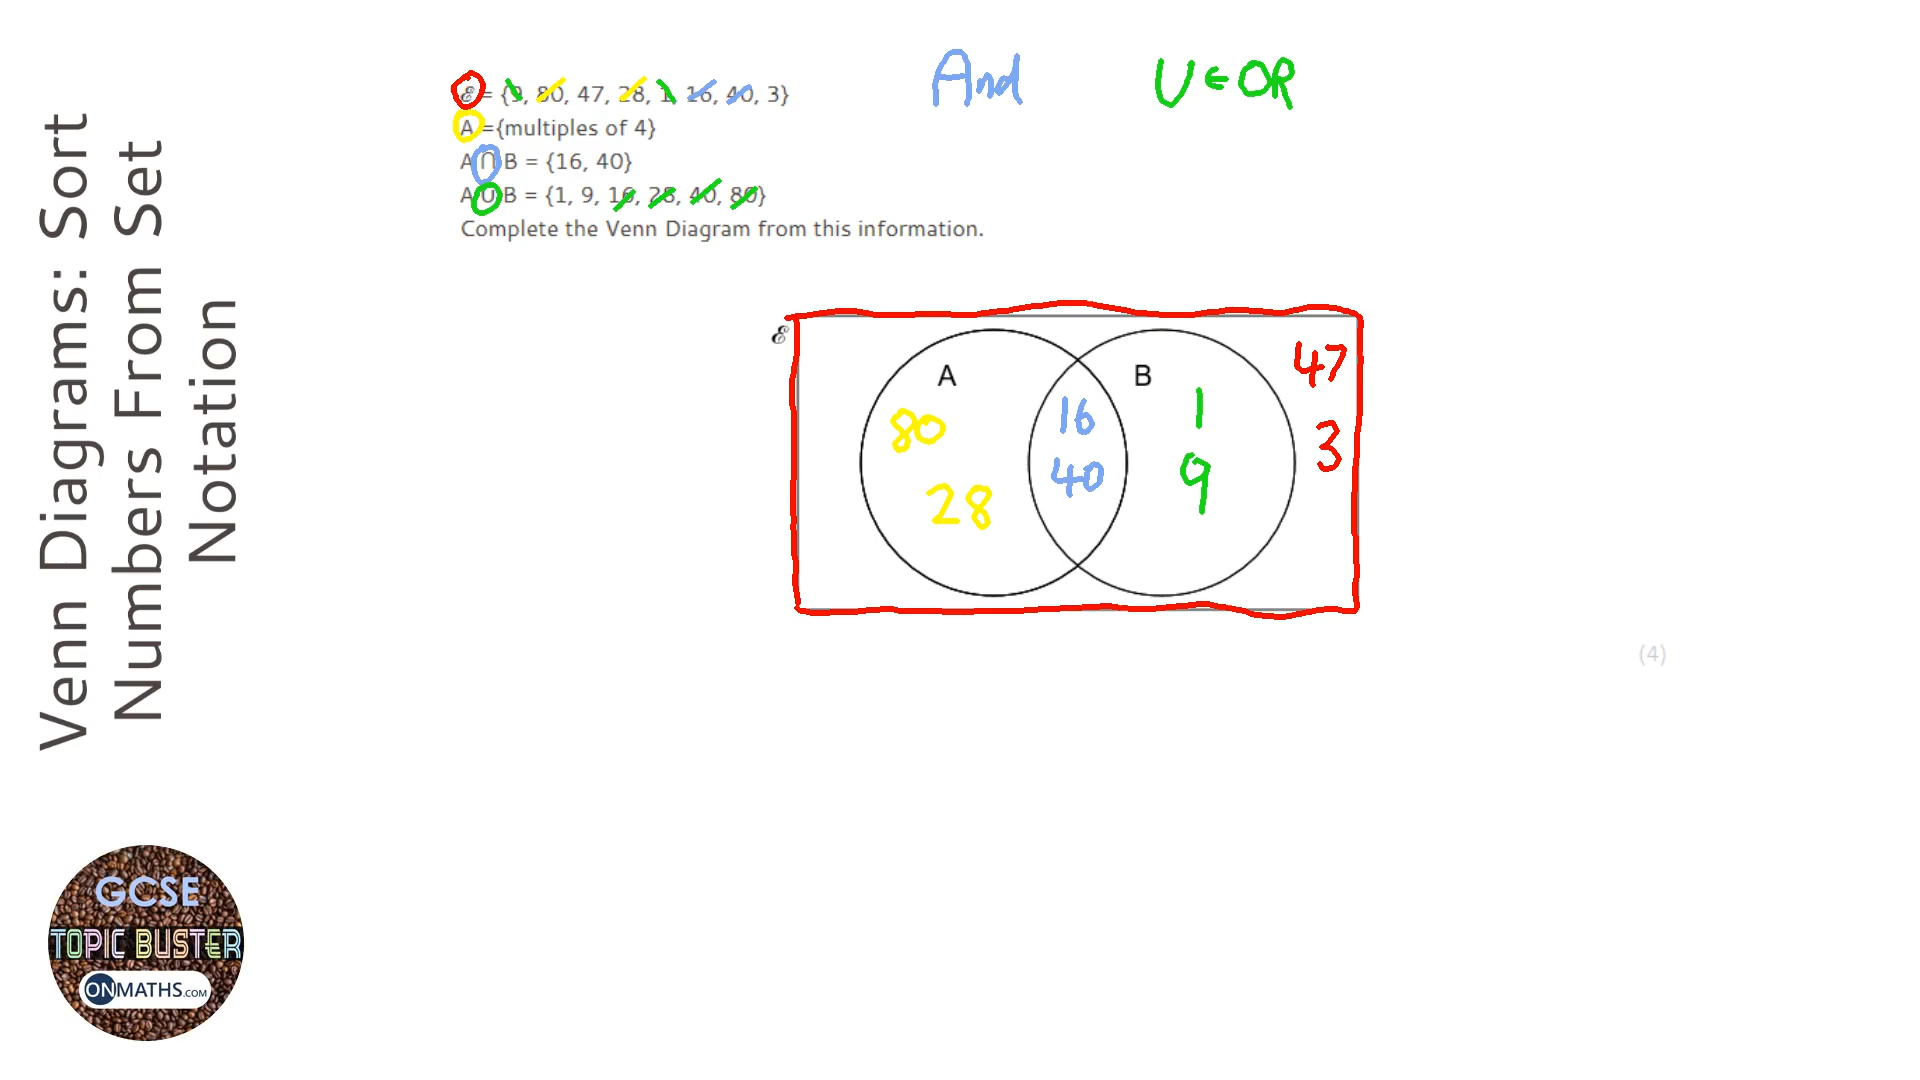 Venn Diagrams: Sort
Numbers From Set
Notation
ℰ = {9, 80, 47, 28, 1, 16, 40, 3}
A ={multiples of 4}
A ∩ B = {16, 40}
A ∪ B = {1, 9, 16, 28, 40, 80}
Complete the Venn Diagram from this information.
And
U ∈ OR
ℰ
A
B
80
28
16
40
1
9
47
3
(4)
GCSE
TOPIC BUSTER
ONMATHS.COM